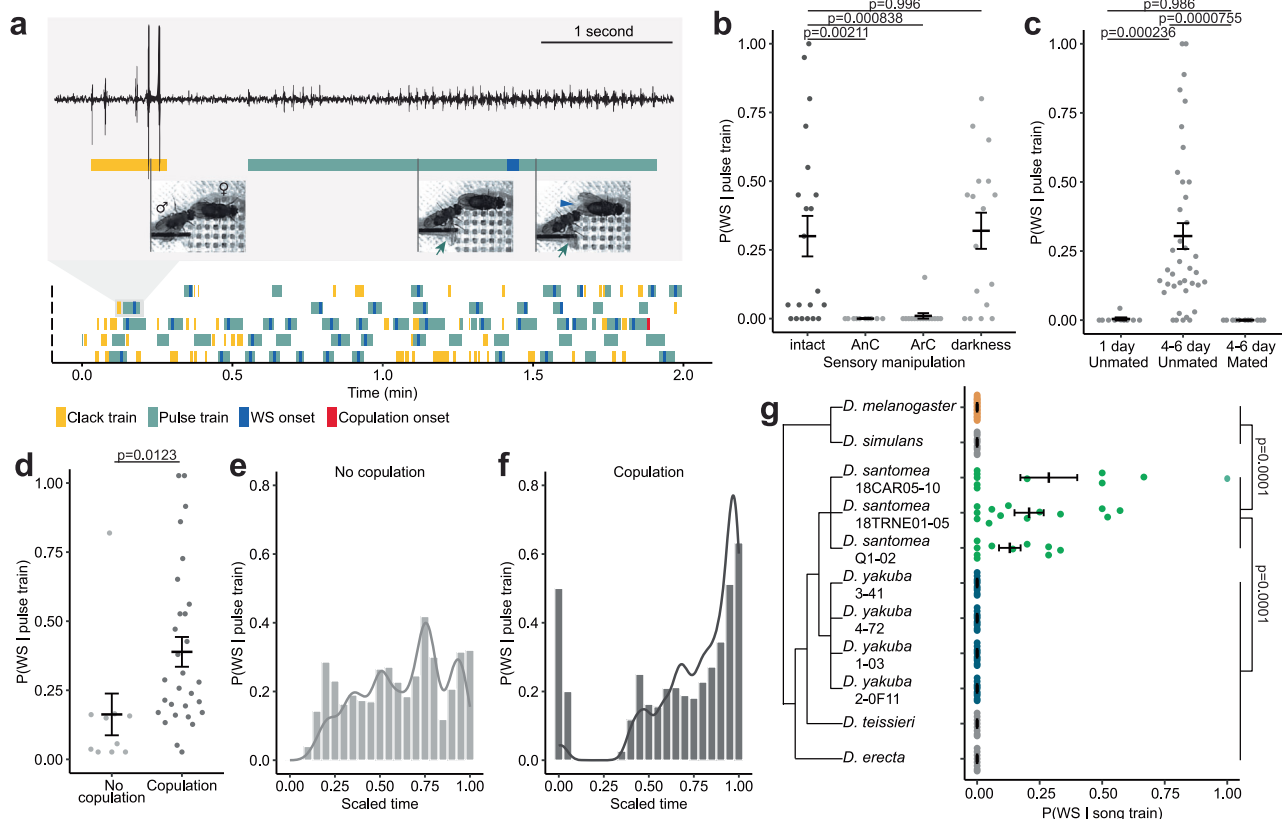 a
1 second
♂
♀
0.0
0.5
1.0
1.5
2.0
Time (min)
Clack train
Pulse train
WS onset
Copulation onset
b
p=0.996
p=0.000838
p=0.00211
1.00
0.75
0.50
0.25
0.00
P(WS | pulse train)
intact
AnC
ArC
darkness
Sensory manipulation
c
p=0.986
p=0.0000755
p=0.000236
1.00
0.75
0.50
0.25
0.00
P(WS | pulse train)
1 day
Unmated
4-6 day
Unmated
4-6 day
Mated
d
p=0.0123
1.00
0.75
0.50
0.25
0.00
P(WS | pulse train)
No
copulation
Copulation
e
No copulation
0.8
0.6
0.4
0.2
0.0
P(WS | pulse train)
0.00
0.25
0.50
0.75
1.00
Scaled time
f
Copulation
0.8
0.6
0.4
0.2
0.0
P(WS | pulse train)
0.00
0.25
0.50
0.75
1.00
Scaled time
g
D. melanogaster
D. simulans
D. santomea
18CAR05-10
D. santomea
18TRNE01-05
D. santomea
Q1-02
D. yakuba
3-41
D. yakuba
4-72
D. yakuba
1-03
D. yakuba
2-0F11
D. teissieri
D. erecta
p=0.0001
p=0.0001
0.00
0.25
0.50
0.75
1.00
P(WS | song train)